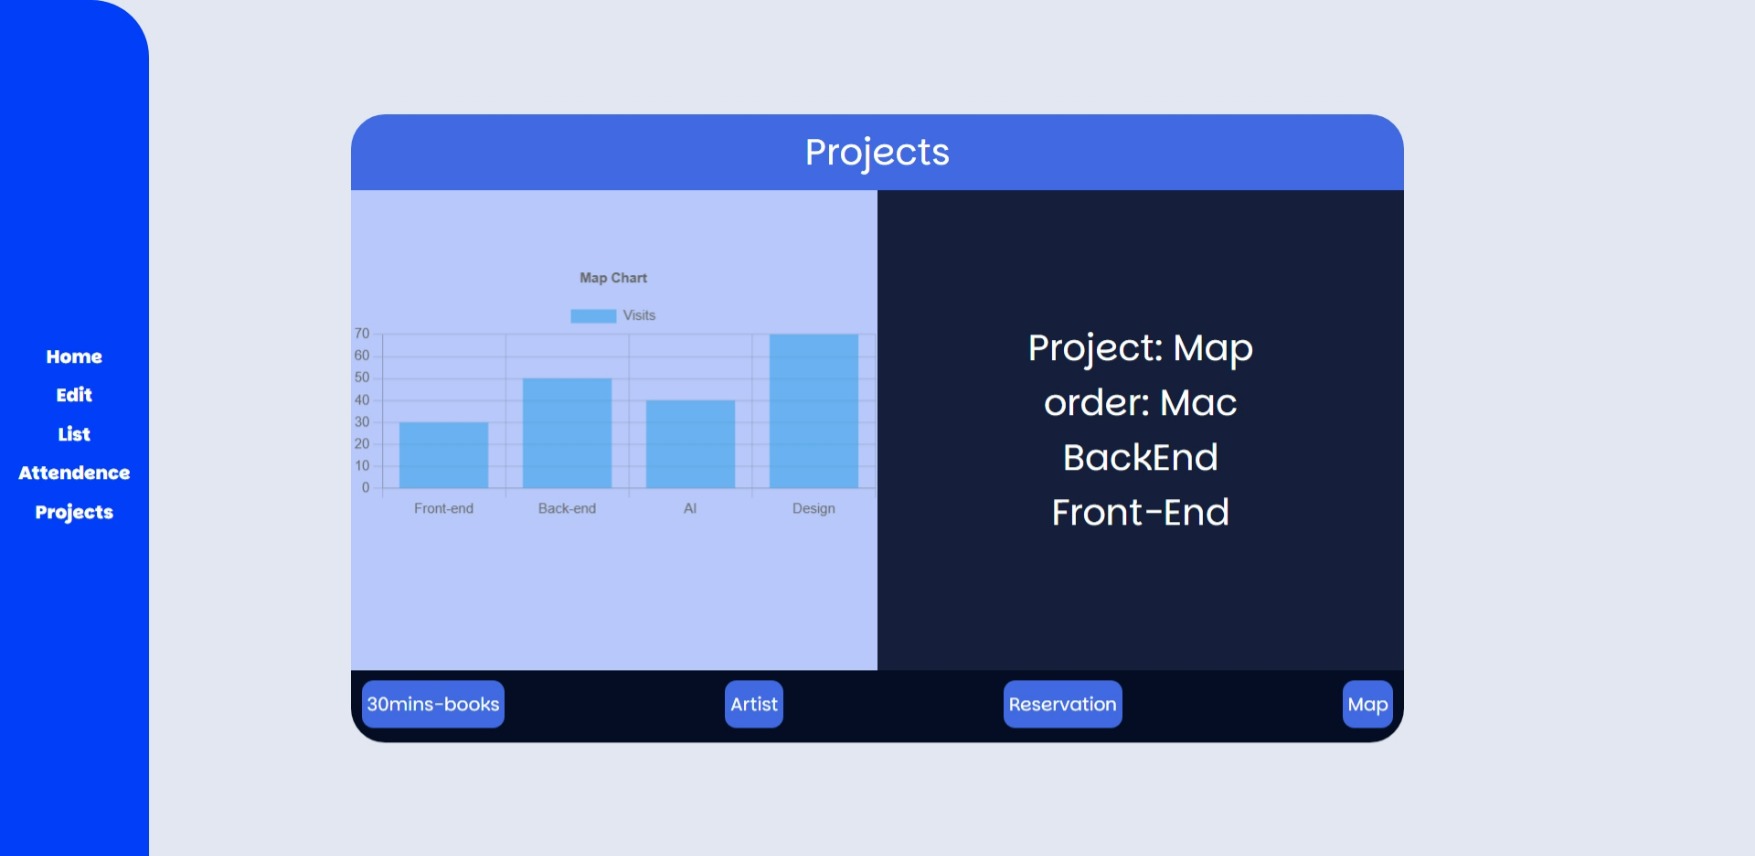 Home
Edit
List
Attendence
Projects
Projects
Map Chart
Visits
70
60
50
40
30
20
10
0
Front-end Back-end AI Design
Project: Map
order: Mac
BackEnd
Front-End
30mins-books Artist Reservation Map